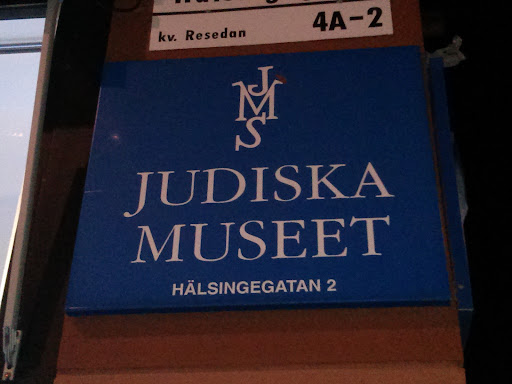 4A-2
kv. Resedan
JMS
JUDISKA
MUSEET
HÄLSINGEGATAN 2